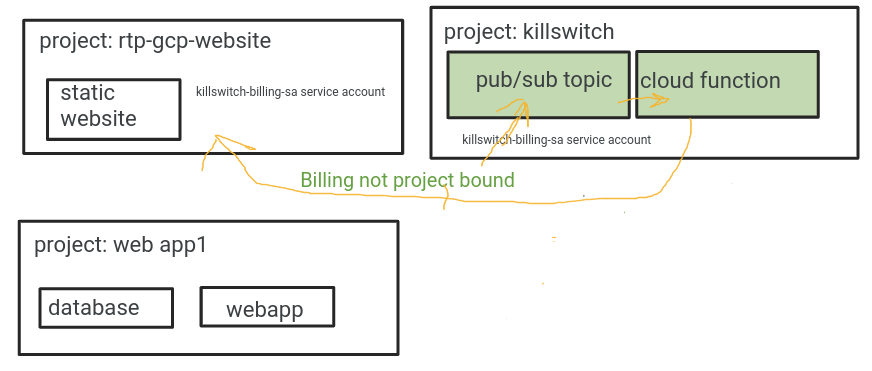 project: rtp-gcp-website
static
website
killswitch-billing-sa service account
project: killswitch
pub/sub topic
cloud function
killswitch-billing-sa service account
Billing not project bound
project: web app1
database
webapp